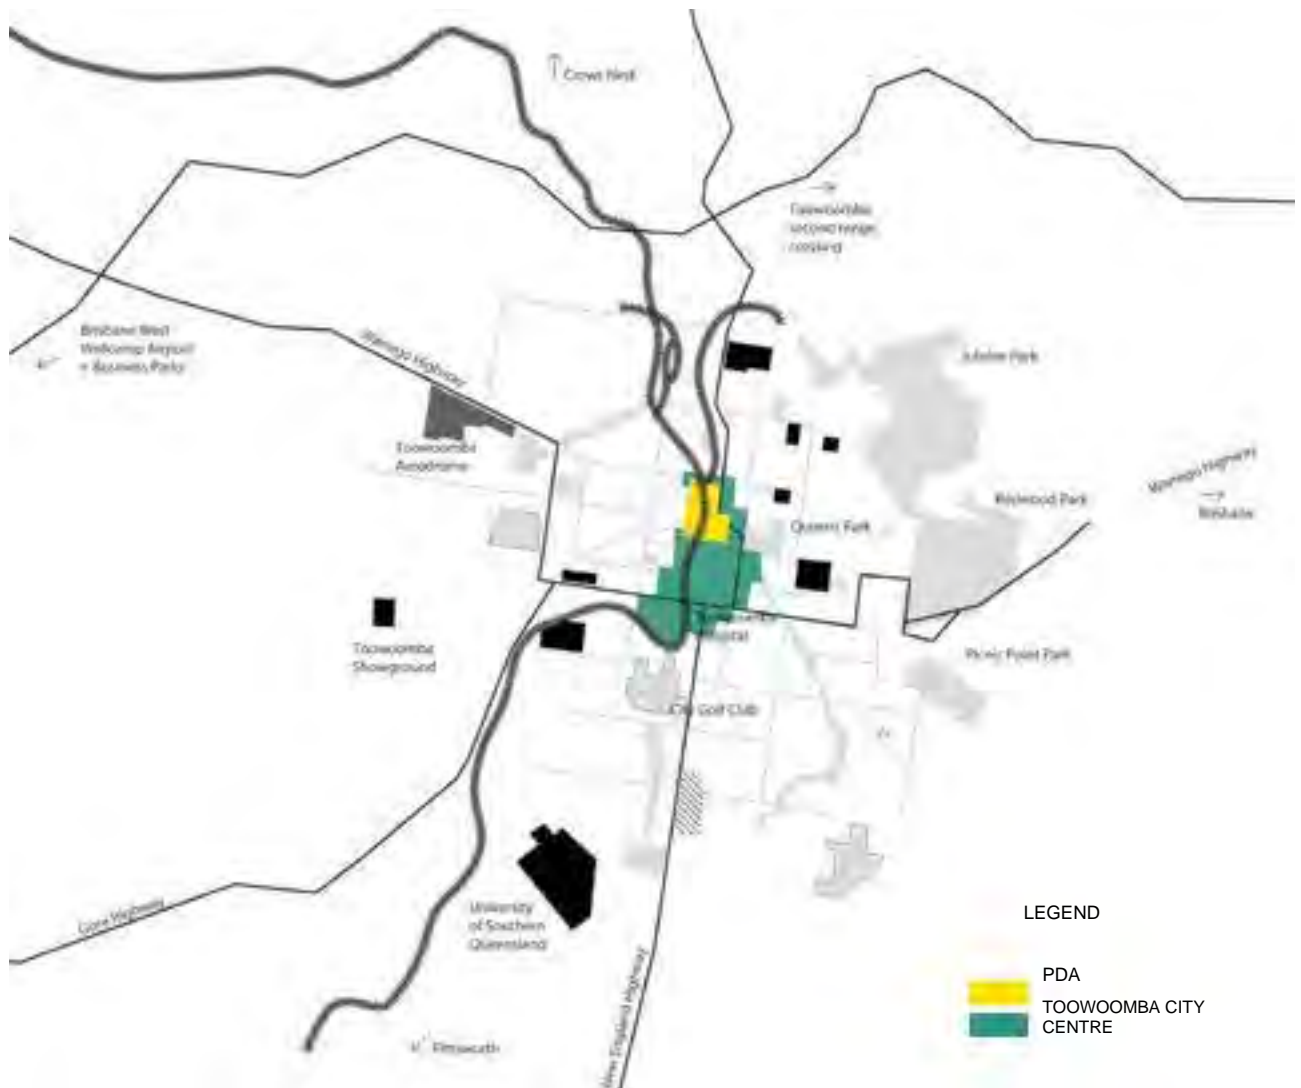 Crows Nest
Toowoomba
second range
crossing
Brisbane West
Wellcamp Airport
+ Business Parks
Warrego Highway
Jubilee Park
Toowoomba
Aerodrome
Warrego Highway
Brisbane
Redwood Park
Queens Park
Toowoomba
Showground
Hospital
Picnic Point Park
City Golf Club
University
of Southern
Queensland
Gore Highway
New England Highway
LEGEND
PDA
TOOWOOMBA CITY
CENTRE